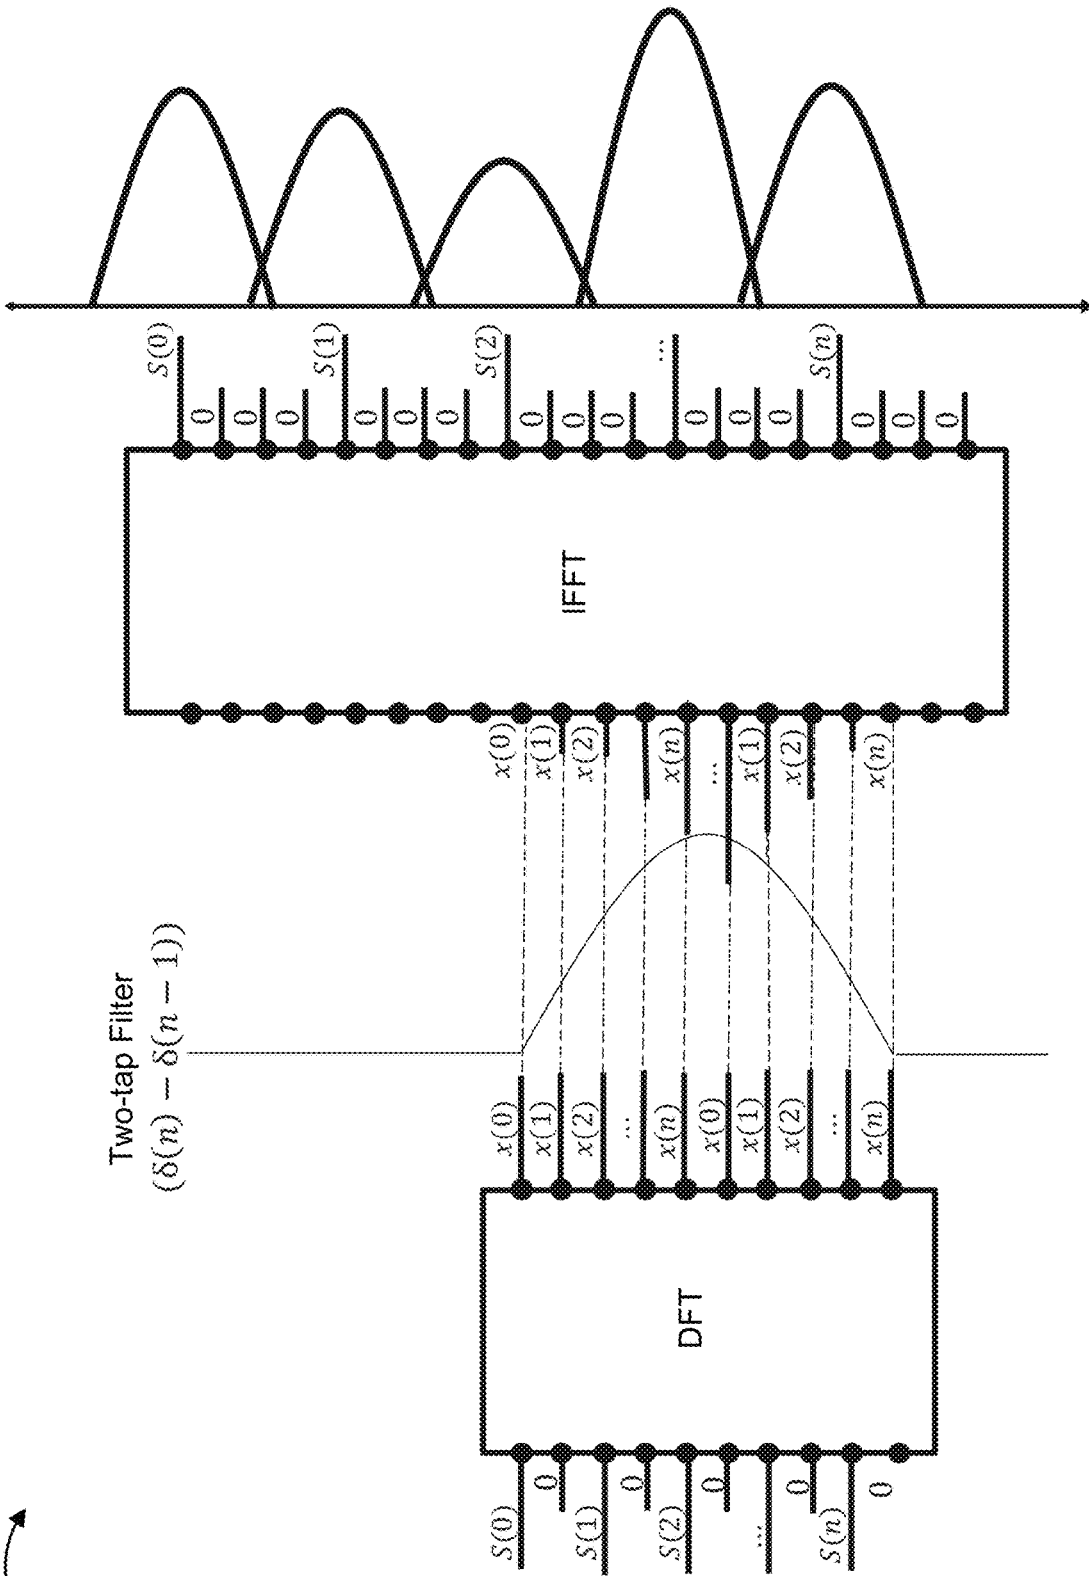 Two-tap Filter
(δ(n) − δ(n − 1))
S(0)
0
S(1)
0
S(2)
0
...
0
S(n)
0
DFT
x(0)
x(1)
x(2)
...
x(n)
x(0)
x(1)
x(2)
...
x(n)
x(0)
x(1)
x(2)
x(n)
...
x(1)
x(2)
x(n)
IFFT
S(0)
0
0
0
S(1)
0
0
0
S(2)
0
0
0
...
0
0
0
S(n)
0
0
0